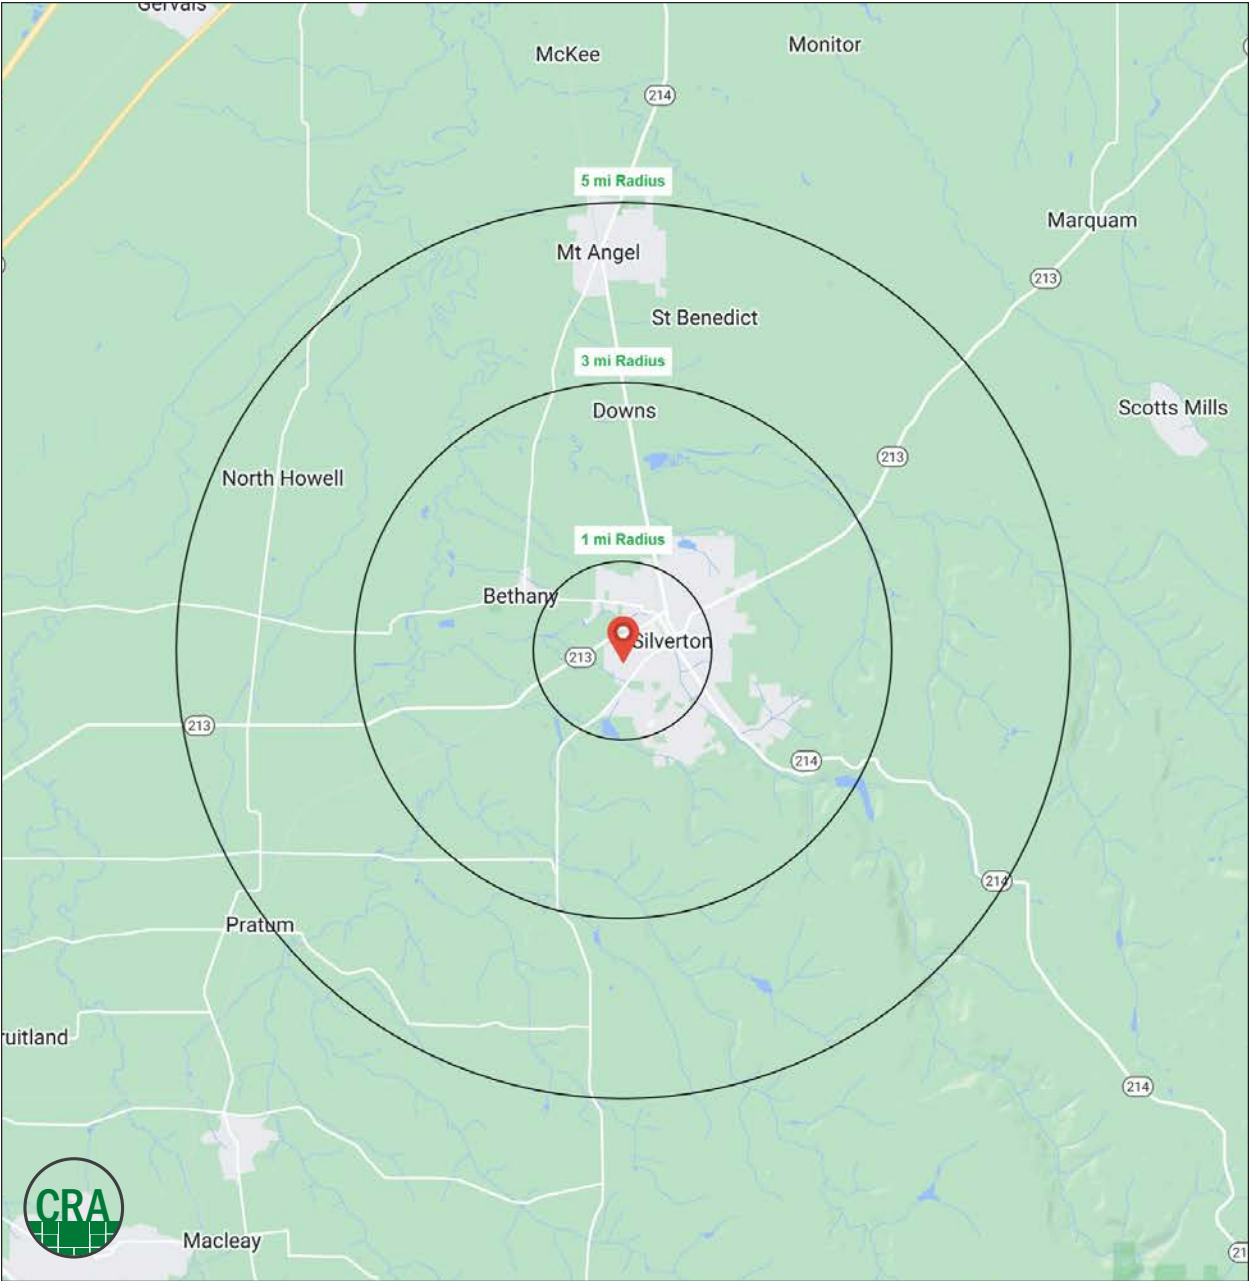 Gervais
McKee
Monitor
214
5 mi Radius
Marquam
Mt Angel
213
St Benedict
3 mi Radius
Downs
Scotts Mills
213
North Howell
1 mi Radius
Bethany
Silverton
213
213
214
214
Pratum
ruitland
214
CRA
Macleay
21